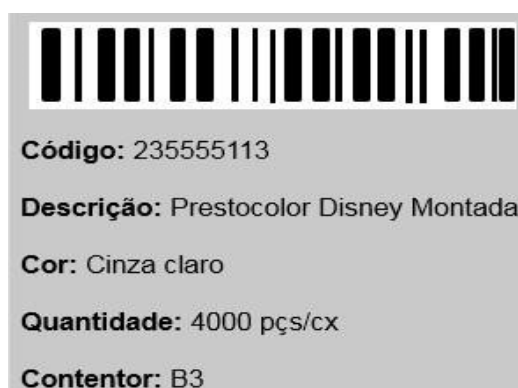 Código: 235555113
Descrição: Prestocolor Disney Montada
Cor: Cinza claro
Quantidade: 4000 pçs/cx
Contentor: B3